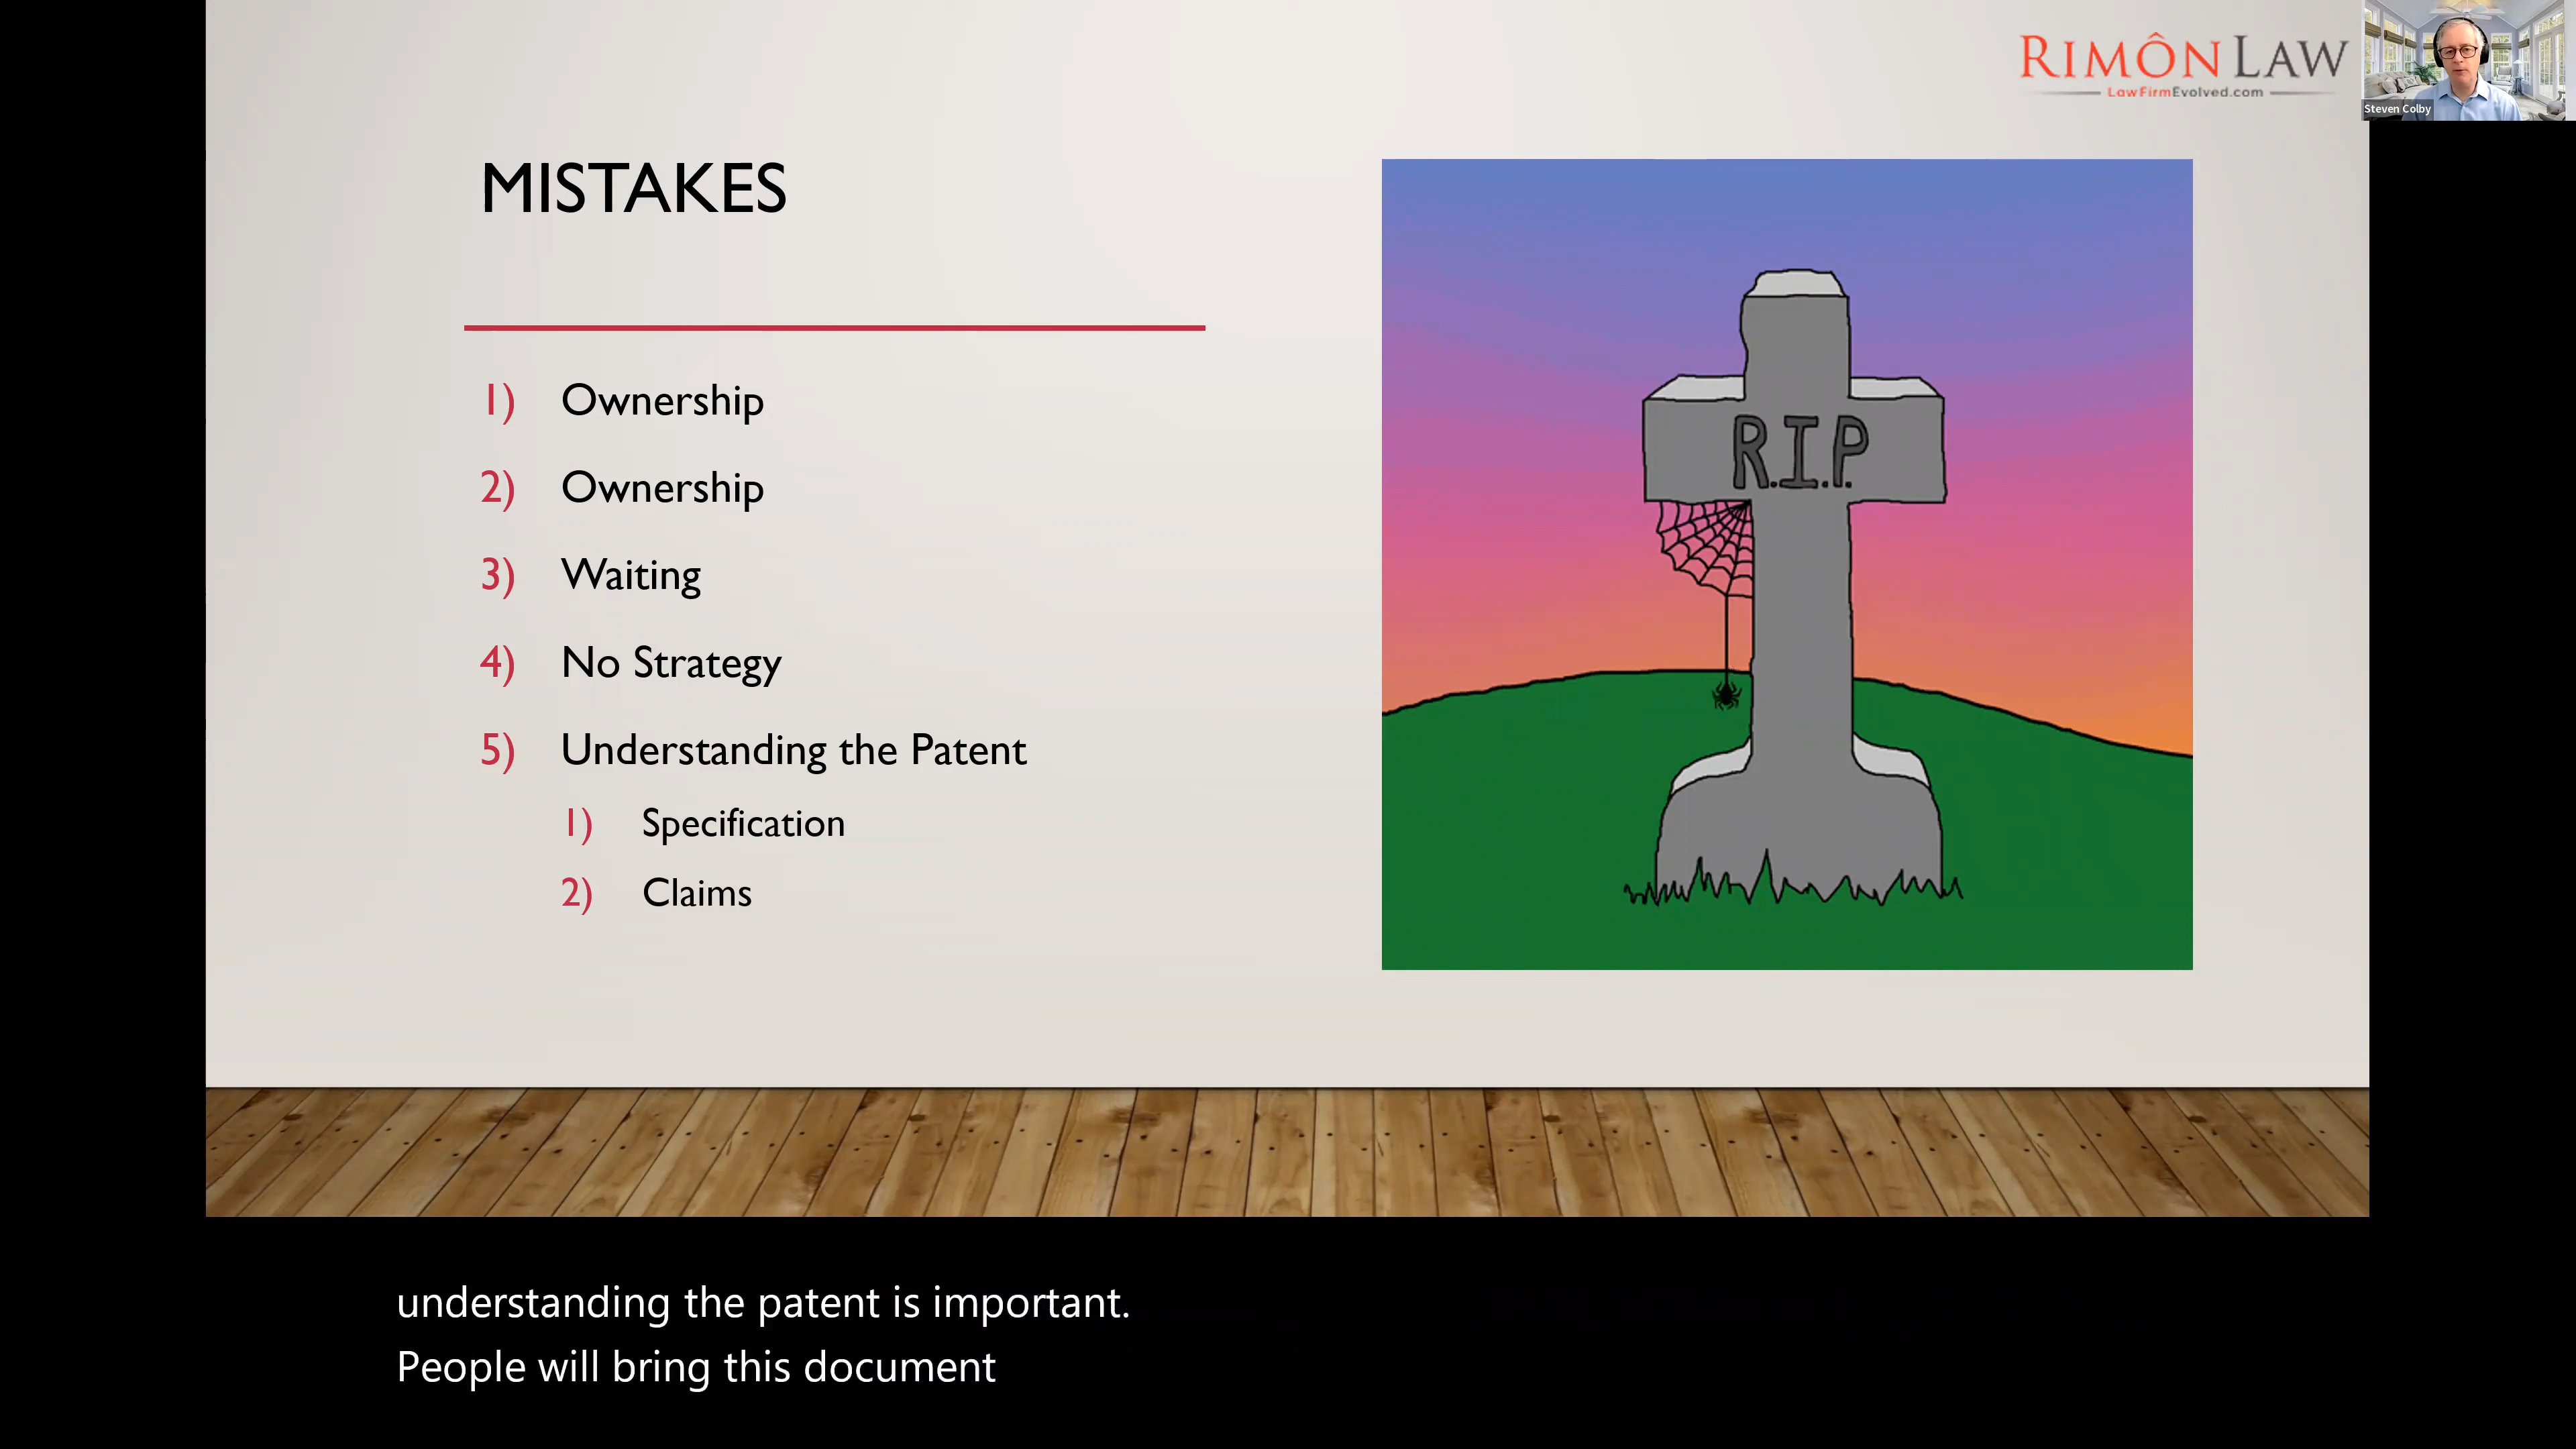 RIMÔN LAW
LawFirmEvolved.com
Steven Colby
MISTAKES
1) Ownership
2) Ownership
3) Waiting
4) No Strategy
5) Understanding the Patent
1) Specification
2) Claims
R.I.P.
understanding the patent is important.
People will bring this document